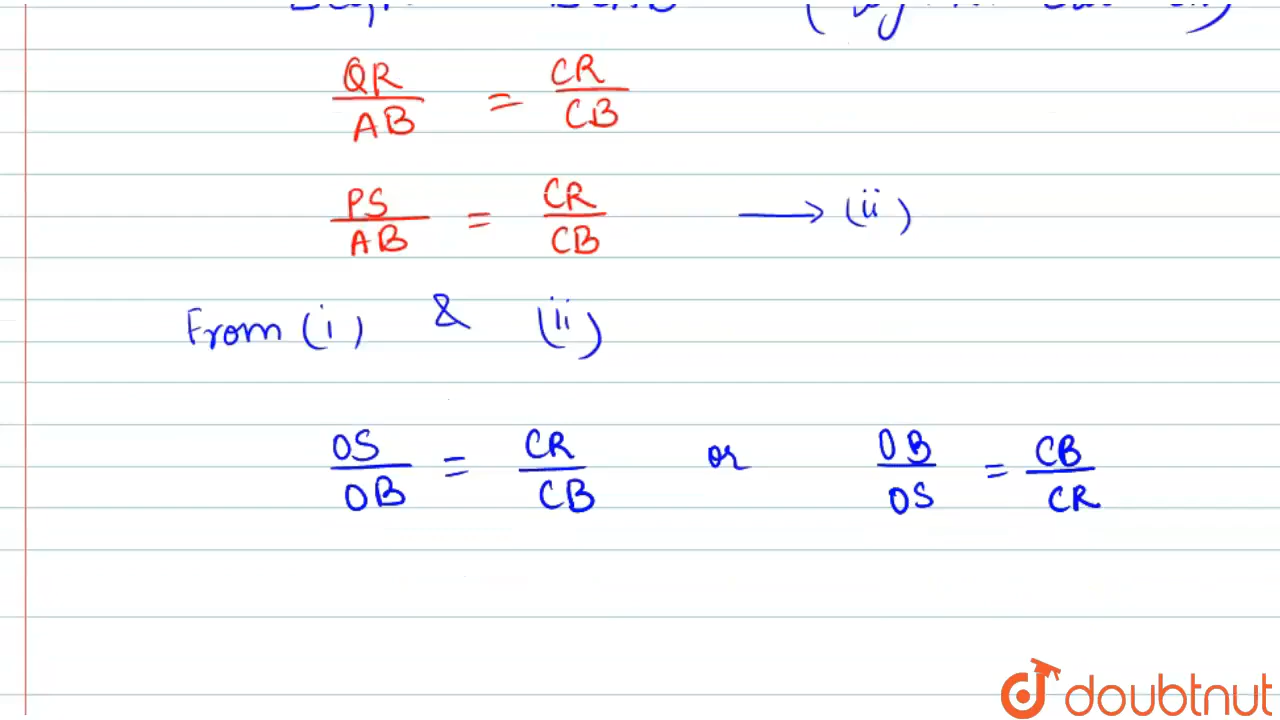 QR/AB = CR/CB
PS/AB = CR/CB → (ii)
From (i) & (ii)
OS/OB = CR/CB or OB/OS = CB/CR
doubtnut